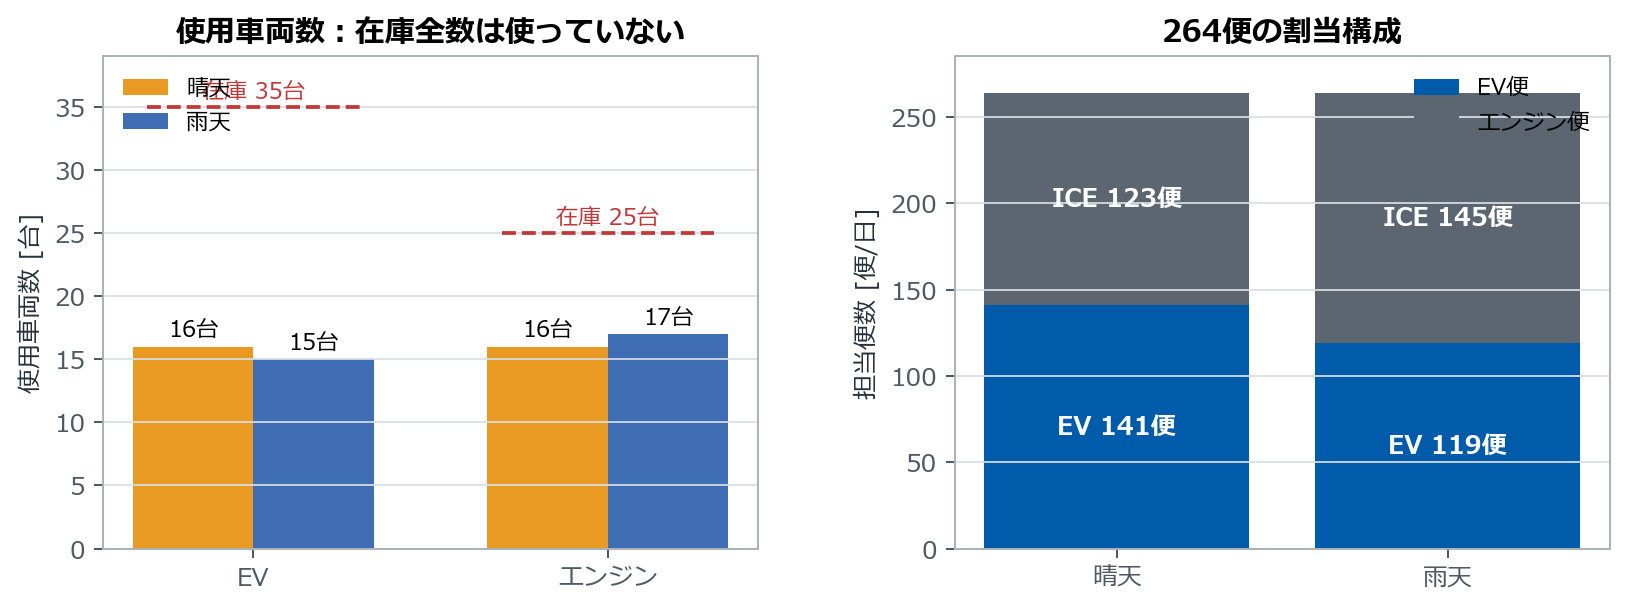 使用車両数：在庫全数は使っていない
使用車両数 [台]
35
30
25
20
15
10
5
0
晴天
雨天
在庫 35台
在庫 25台
16台
15台
16台
17台
EV
エンジン
264便の割当構成
担当便数 [便/日]
250
200
150
100
50
0
EV便
エンジン便
ICE 123便
ICE 145便
EV 141便
EV 119便
晴天
雨天